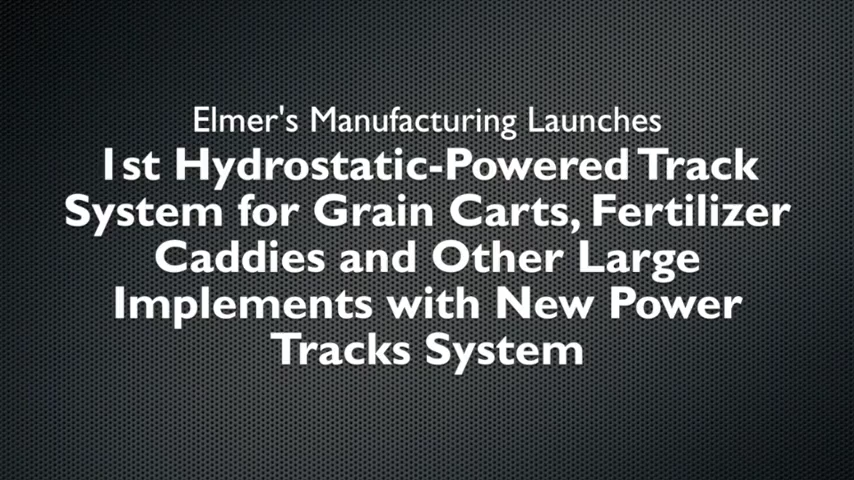 Elmer's Manufacturing Launches
1st Hydrostatic-Powered Track
System for Grain Carts, Fertilizer
Caddies and Other Large
Implements with New Power
Tracks System